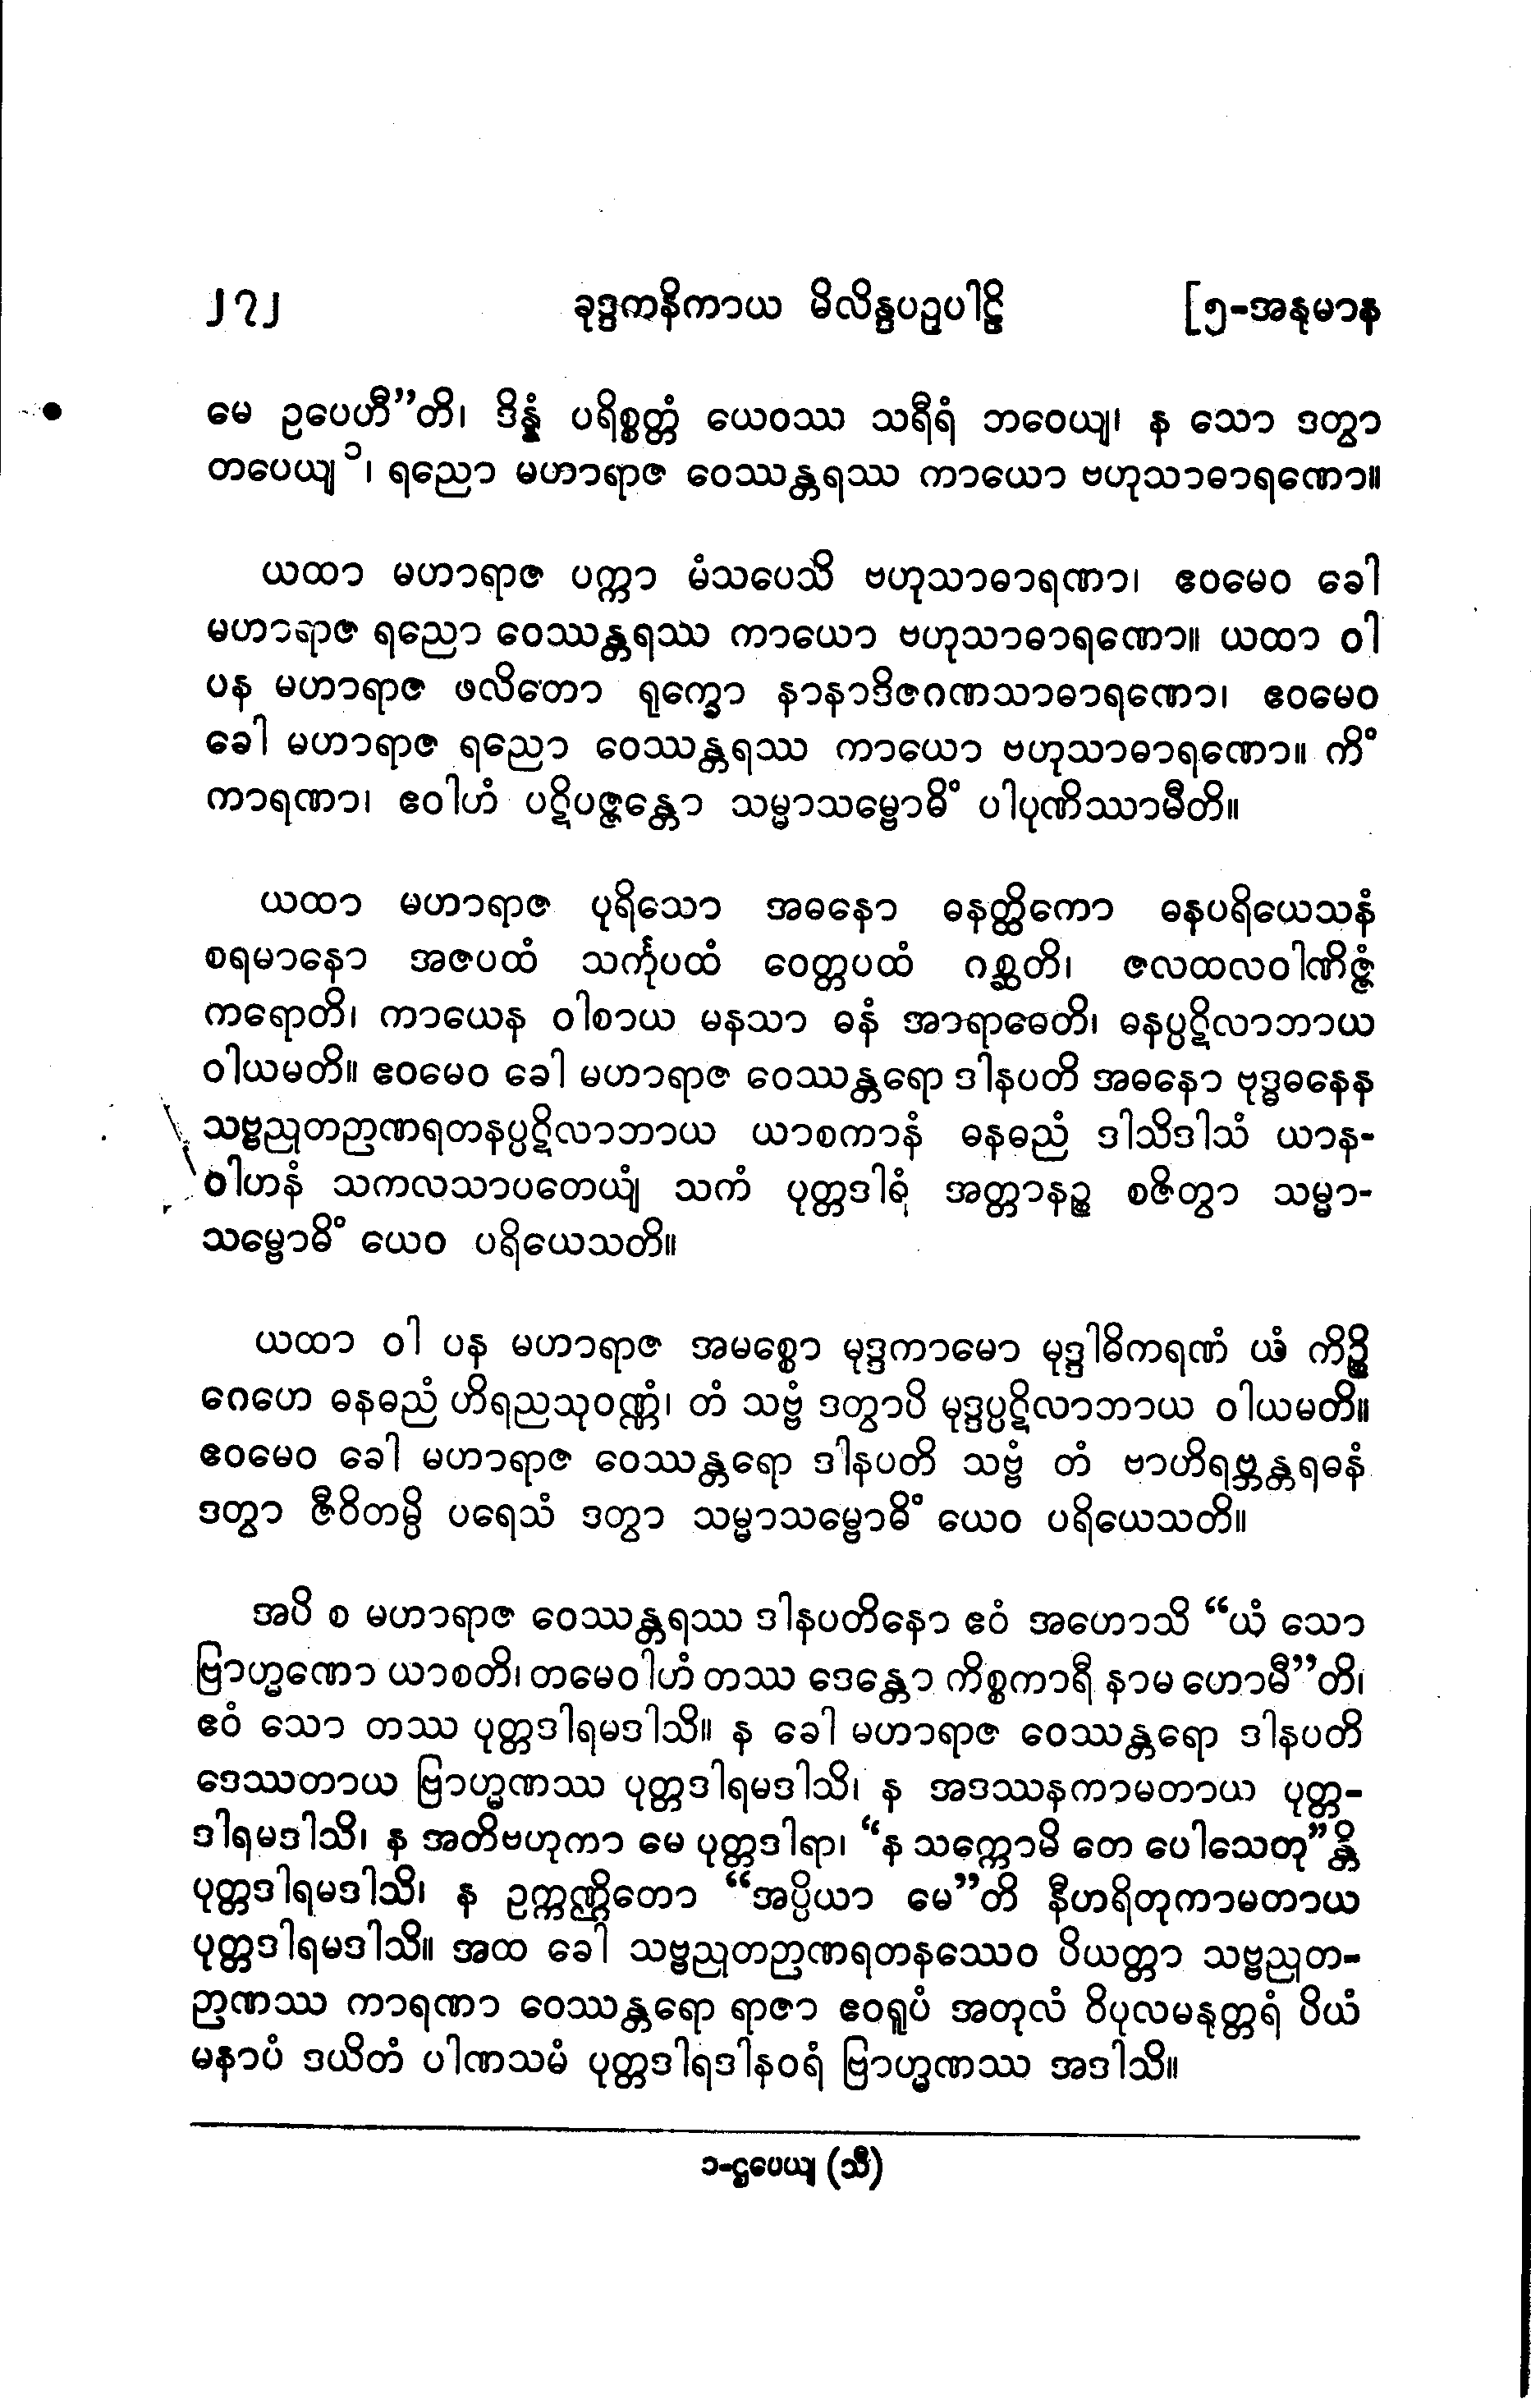 ၂၇၂ ခုဒ္ဒကနိကာယ မိလိန္ဒပဉှပါဠိ [၅-အနုမာန
မေ ဥပေဟီ”တိ၊ ဒိန္နံ ပရိစ္စတ္တံ ယေဝဿ သရီရံ ဘဝေယျ၊ န သော ဒတွာ
တပေယျ၁၊ ရညော မဟာရာဇ ဝေဿန္တရဿ ကာယော ဗဟုသာဓာရဏော။
ယထာ မဟာရာဇ ပက္ကာ မံသပေသိ ဗဟုသာဓာရဏာ၊ ဧဝမေဝ ခေါ
မဟာရာဇ ရညော ဝေဿန္တရဿ ကာယော ဗဟုသာဓာရဏော။ ယထာ ဝါ
ပန မဟာရာဇ ဖလိတော ရုက္ခော နာနာဒိဇဂဏသာဓာရဏော၊ ဧဝမေဝ
ခေါ မဟာရာဇ ရညော ဝေဿန္တရဿ ကာယော ဗဟုသာဓာရဏော။ ကိံ
ကာရဏာ၊ ဧဝါဟံ ပဋိပဇ္ဇန္တော သမ္မာသမ္ဗောဓိံ ပါပုဏိဿာမီတိ။
ယထာ မဟာရာဇ ပုရိသော အဓနော ဓနတ္ထိကော ဓနပရိယေသနံ
စရမာနော အဇပထံ သင်္ကုပထံ ဝေတ္တပထံ ဂစ္ဆတိ၊ ဇလထလဝါဏိဇ္ဇံ
ကရောတိ၊ ကာယေန ဝါစာယ မနသာ ဓနံ အာရာဓေတိ၊ ဓနပ္ပဋိလာဘာယ
ဝါယမတိ။ ဧဝမေဝ ခေါ မဟာရာဇ ဝေဿန္တရော ဒါနပတိ အဓနော ဗုဒ္ဓဓနေန
သဗ္ဗညုတဉာဏရတနပ္ပဋိလာဘာယ ယာစကာနံ ဓနဓညံ ဒါသိဒါသံ ယာန-
ဝါဟနံ သကလသာပတေယျံ သကံ ပုတ္တဒါရံ အတ္တာနဉ္စ စဇိတွာ သမ္မာ-
သမ္ဗောဓိံ ယေဝ ပရိယေသတိ။
ယထာ ဝါ ပန မဟာရာဇ အမစ္စော မုဒ္ဒကာမော မုဒ္ဒါဓိကရဏံ ယံ ကိဉ္စိ
ဂေဟေ ဓနဓညံ ဟိရညသုဝဏ္ဏံ၊ တံ သဗ္ဗံ ဒတွာပိ မုဒ္ဒပ္ပဋိလာဘာယ ဝါယမတိ။
ဧဝမေဝ ခေါ မဟာရာဇ ဝေဿန္တရော ဒါနပတိ သဗ္ဗံ တံ ဗာဟိရဗ္ဘန္တရဓနံ
ဒတွာ ဇီဝိတမ္ပိ ပရေသံ ဒတွာ သမ္မာသမ္ဗောဓိံ ယေဝ ပရိယေသတိ။
အပိ စ မဟာရာဇ ဝေဿန္တရဿ ဒါနပတိနော ဧဝံ အဟောသိ “ယံ သော
ဗြာဟ္မဏော ယာစတိ၊ တမေဝါဟံ တဿ ဒေန္တော ကိစ္စကာရီ နာမ ဟောမီ”တိ၊
ဧဝံ သော တဿ ပုတ္တဒါရမဒါသိ။ န ခေါ မဟာရာဇ ဝေဿန္တရော ဒါနပတိ
ဒေဿတာယ ဗြာဟ္မဏဿ ပုတ္တဒါရမဒါသိ၊ န အဒဿနကာမတာယ ပုတ္တ-
ဒါရမဒါသိ၊ န အတိဗဟုကာ မေ ပုတ္တဒါရာ၊ “န သက္ကောမိ တေ ပေါသေတု”န္တိ
ပုတ္တဒါရမဒါသိ၊ န ဥက္ကဏ္ဌိတော “အပ္ပိယာ မေ”တိ နီဟရိတုကာမတာယ
ပုတ္တဒါရမဒါသိ။ အထ ခေါ သဗ္ဗညုတဉာဏရတနဿေဝ ပိယတ္တာ သဗ္ဗညုတ-
ဉာဏဿ ကာရဏာ ဝေဿန္တရော ရာဇာ ဧဝရူပံ အတုလံ ဝိပုလမနုတ္တရံ ပိယံ
မနာပံ ဒယိတံ ပါဏသမံ ပုတ္တဒါရဒါနဝရံ ဗြာဟ္မဏဿ အဒါသိ။
၁-ဌပေယျ (သီ)